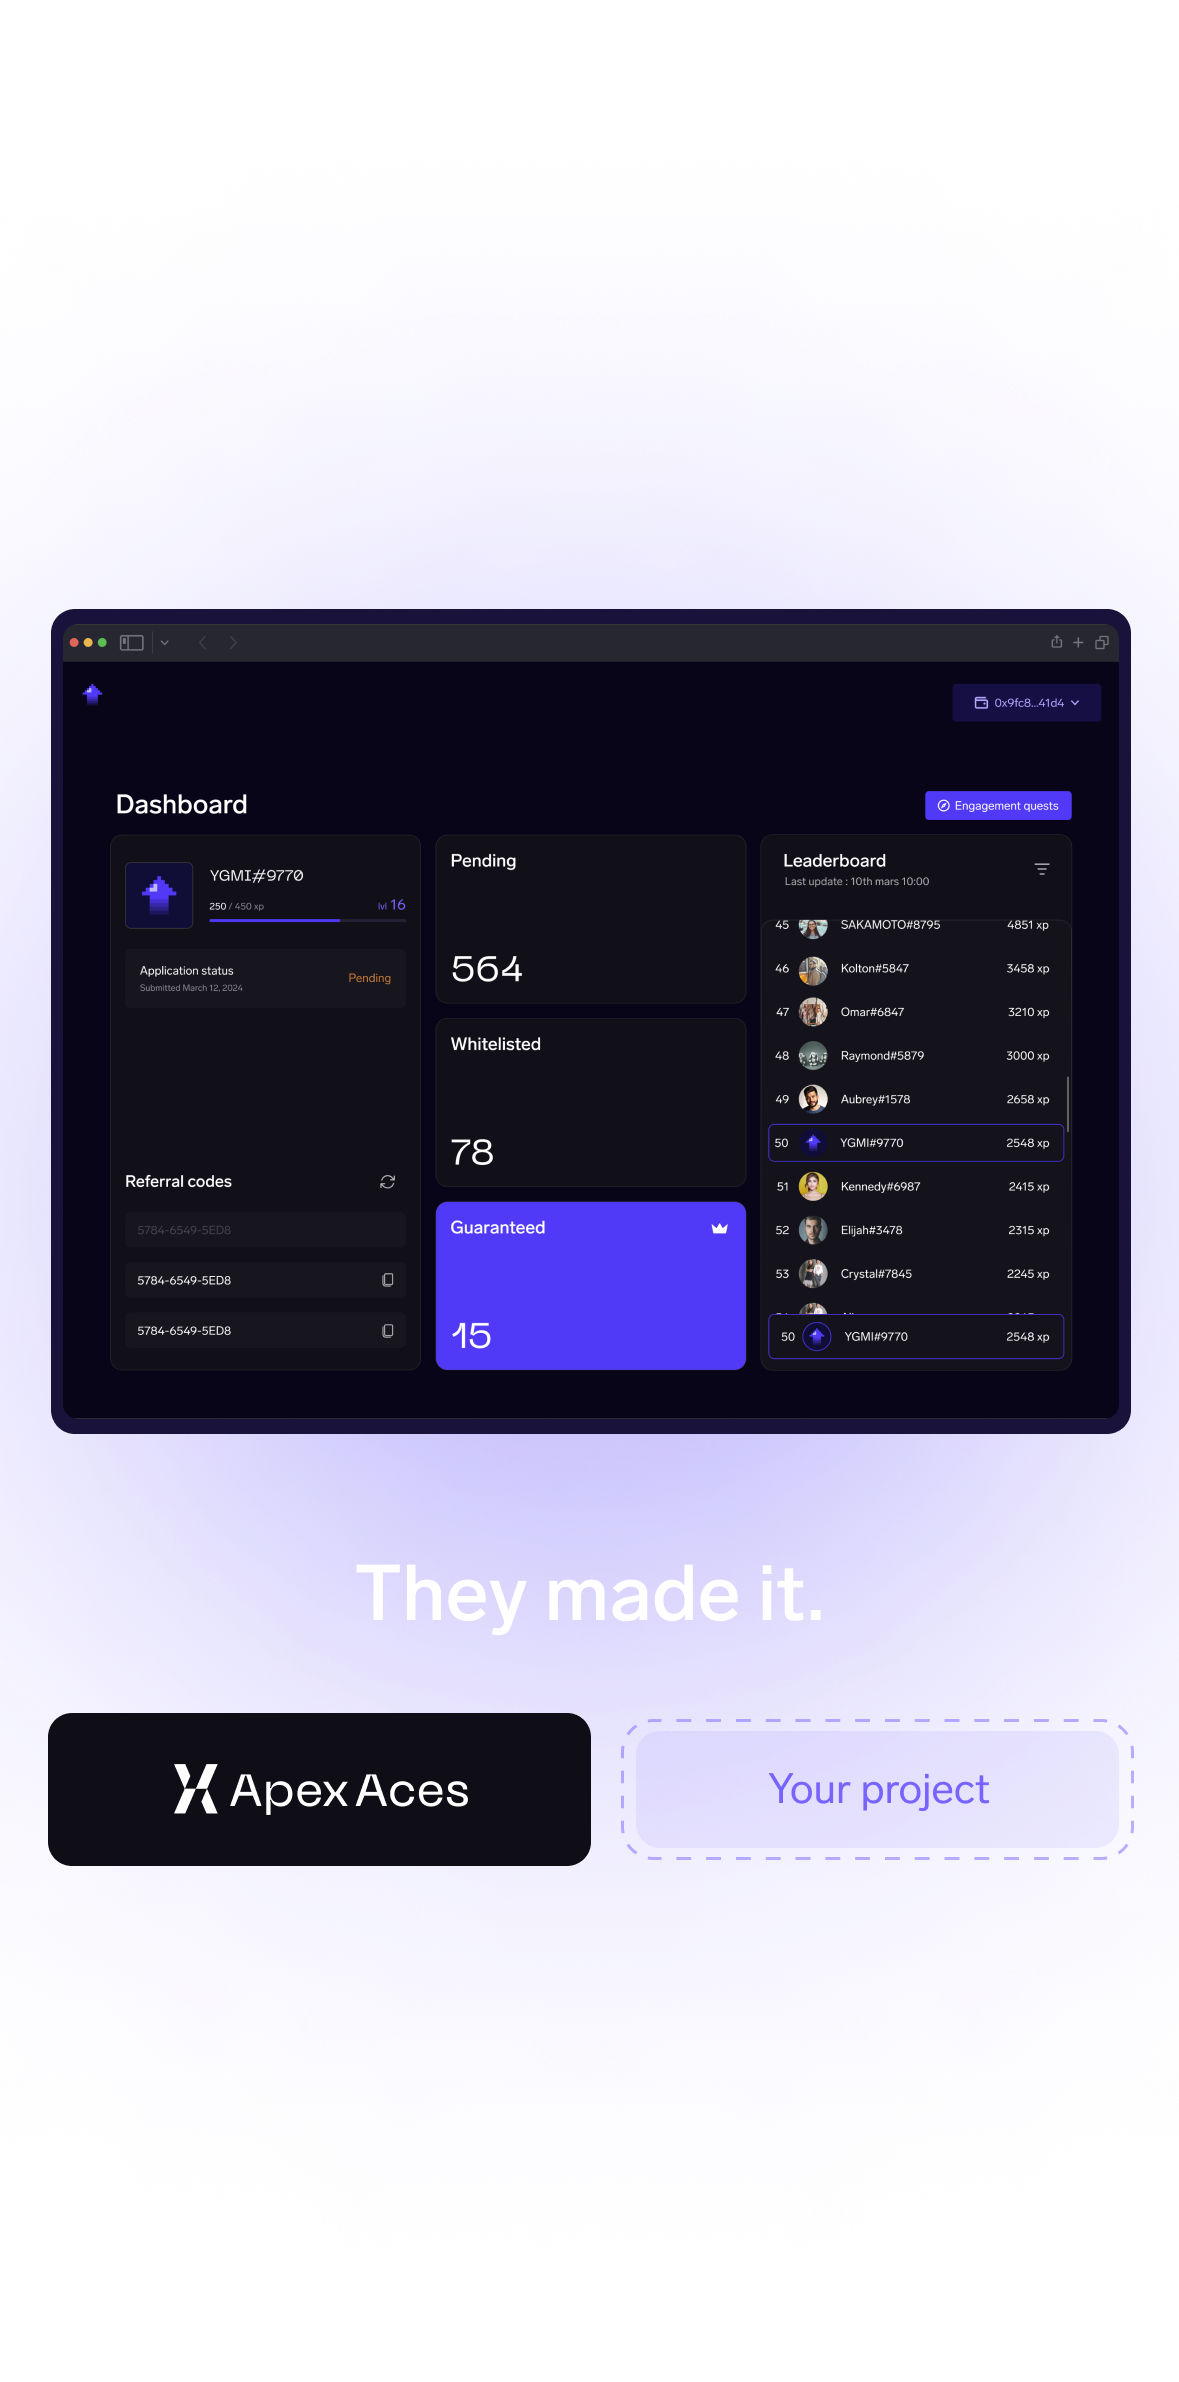 0x9fc8...41d4
Dashboard
Engagement quests
YGMI#9770
250 / 450 xp
lvl 16
Application status
Submitted March 12, 2024
Pending
Referral codes
5784-6549-5ED8
5784-6549-5ED8
5784-6549-5ED8
Pending
564
Whitelisted
78
Guaranteed
15
Leaderboard
Last update : 10th mars 10:00
45 SAKAMOTO#8795 4851 xp
46 Kolton#5847 3458 xp
47 Omar#6847 3210 xp
48 Raymond#5879 3000 xp
49 Aubrey#1578 2658 xp
50 YGMI#9770 2548 xp
51 Kennedy#6987 2415 xp
52 Elijah#3478 2315 xp
53 Crystal#7845 2245 xp
50 YGMI#9770 2548 xp
They made it.
Apex Aces
Your project